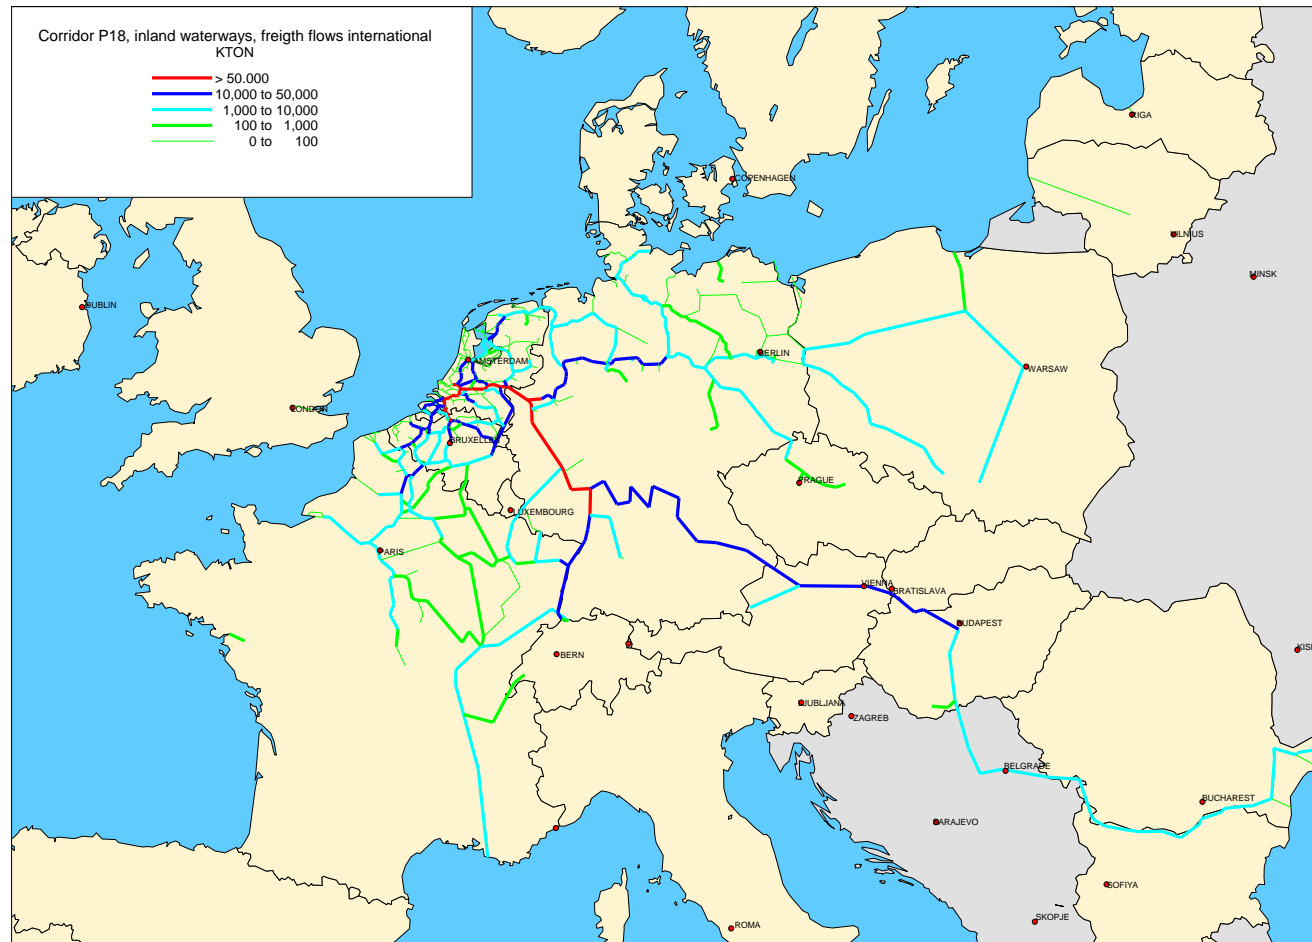 Corridor P18, inland waterways, freigth flows international
KTON
> 50.000
10,000 to 50,000
1,000 to 10,000
100 to 1,000
0 to 100
RIGA
COPENHAGEN
VILNIUS
MINSK
DUBLIN
AMSTERDAM
BERLIN
WARSAW
LONDON
BRUXELLES
PRAGUE
LUXEMBOURG
PARIS
VIENNA
BRATISLAVA
BUDAPEST
BERN
KISI
LJUBLJANA
ZAGREB
BELGRADE
BUCHAREST
SARAJEVO
SOFIYA
SKOPJE
ROMA